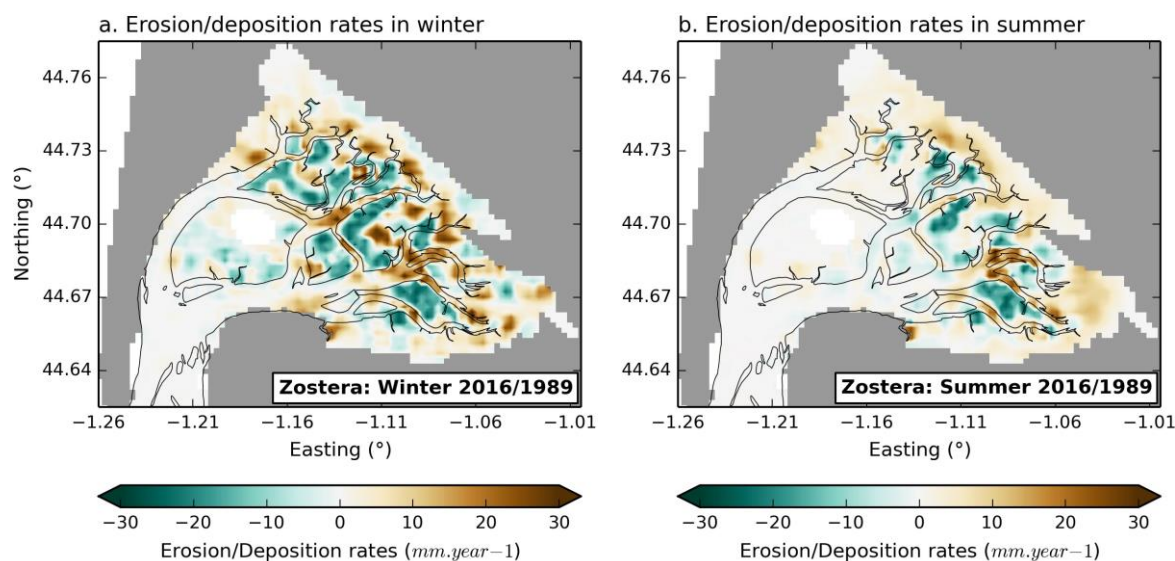 a. Erosion/deposition rates in winter
44.76
44.73
44.70
44.67
44.64
Northing (°)
Zostera: Winter 2016/1989
−1.26 −1.21 −1.16 −1.11 −1.06 −1.01
Easting (°)
−30 −20 −10 0 10 20 30
Erosion/Deposition rates (mm.year−1)
b. Erosion/deposition rates in summer
44.76
44.73
44.70
44.67
44.64
Zostera: Summer 2016/1989
−1.26 −1.21 −1.16 −1.11 −1.06 −1.01
Easting (°)
−30 −20 −10 0 10 20 30
Erosion/Deposition rates (mm.year−1)